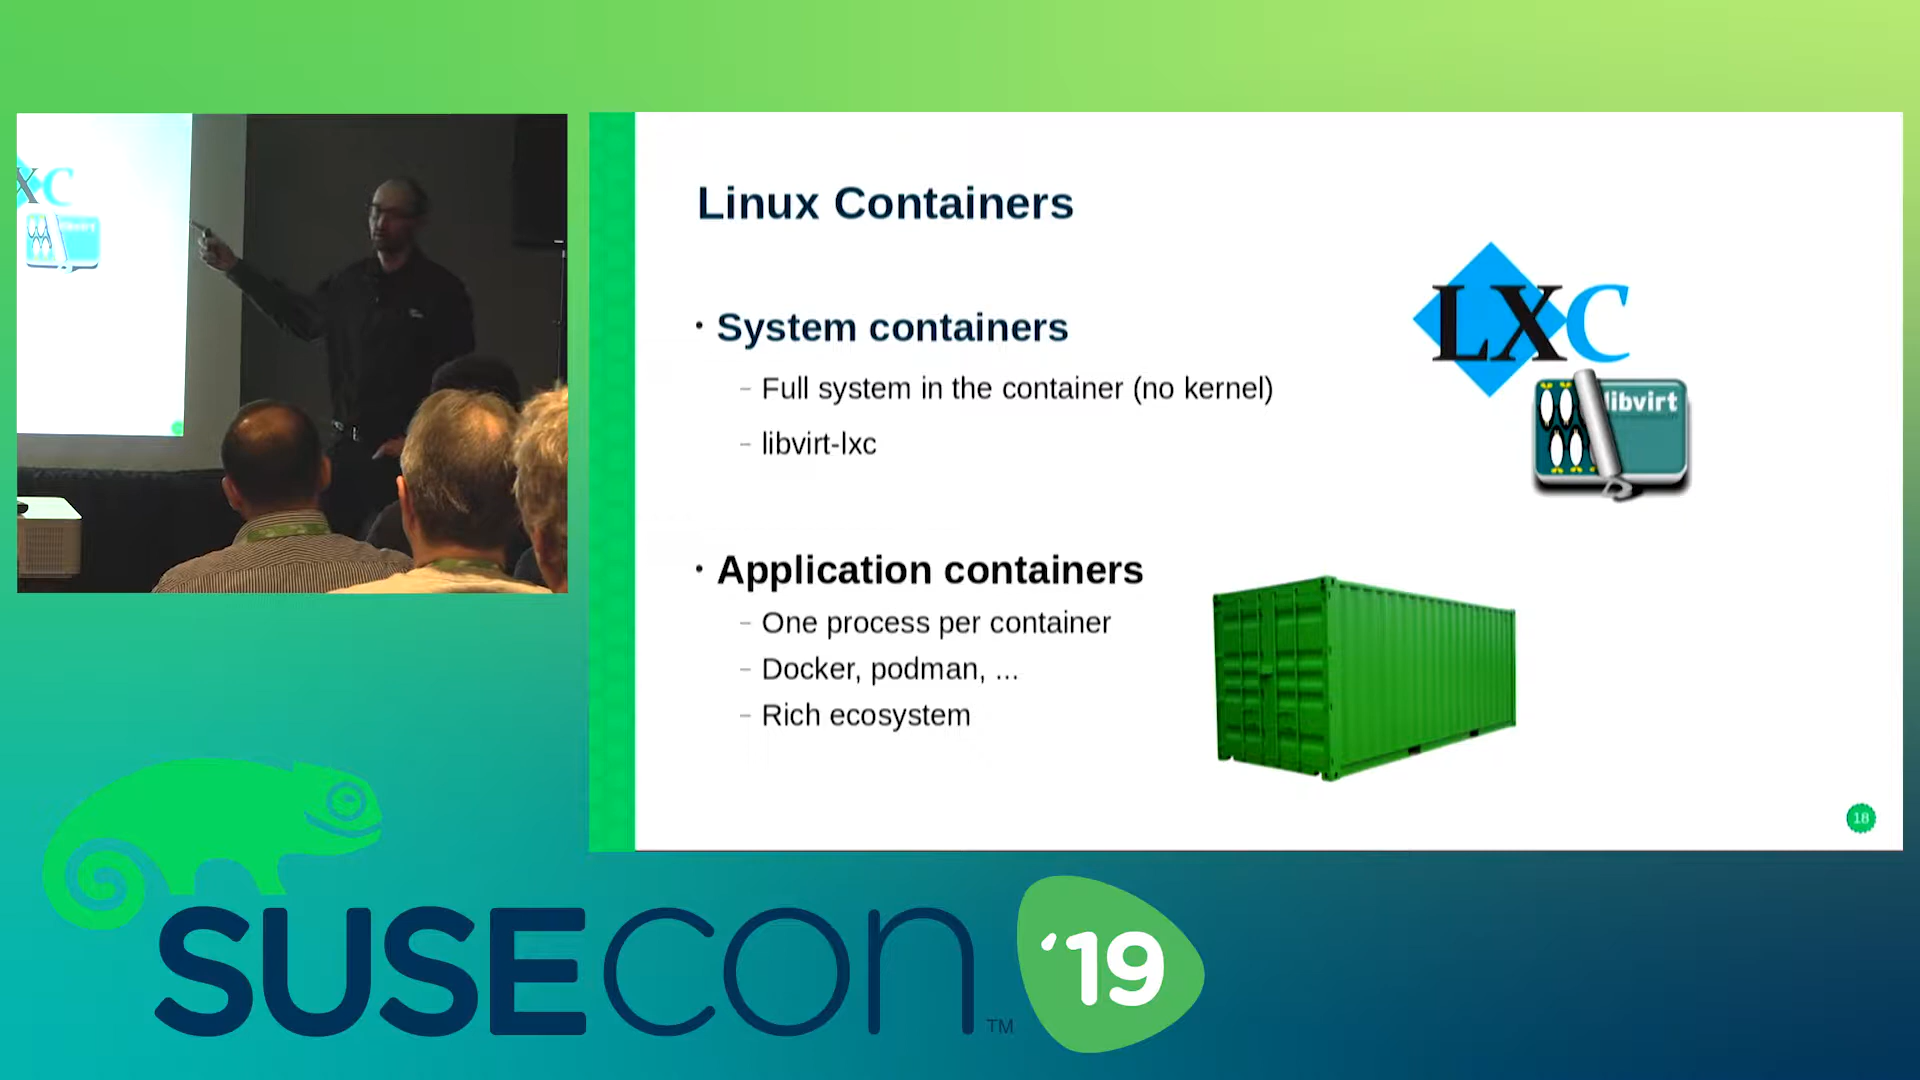 XC
Linux Containers
· System containers
– Full system in the container (no kernel)
– libvirt-lxc
LXC
libvirt
· Application containers
– One process per container
– Docker, podman, ...
– Rich ecosystem
18
SUSECON TM '19